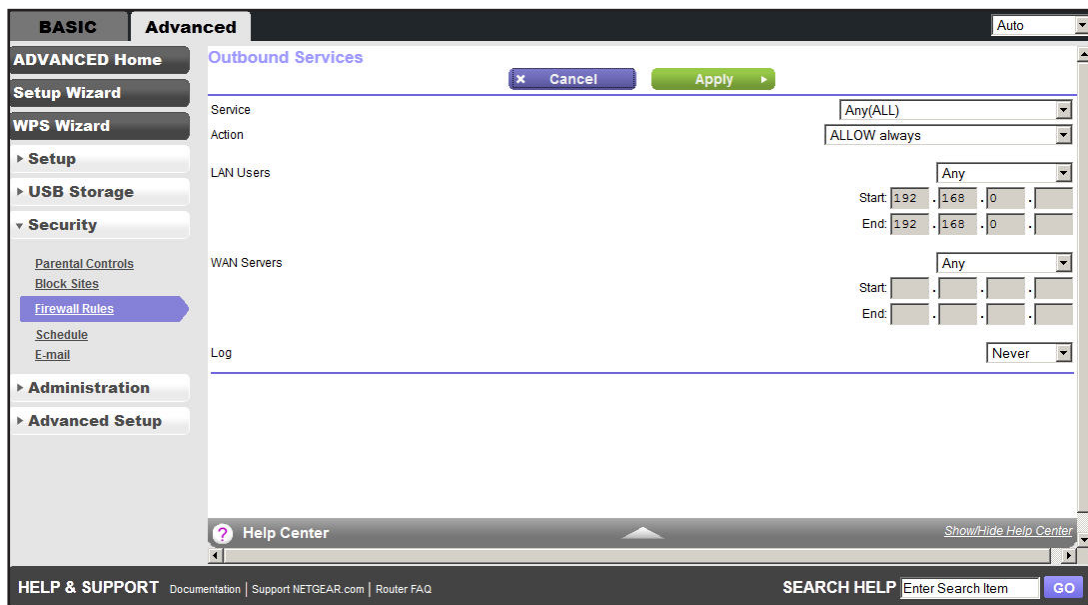 BASIC Advanced Auto
ADVANCED Home
Setup Wizard
WPS Wizard
Setup
USB Storage
Security
Parental Controls
Block Sites
Firewall Rules
Schedule
E-mail
Administration
Advanced Setup
Outbound Services
× Cancel Apply
Service Any(ALL)
Action ALLOW always
LAN Users Any
Start: 192 . 168 . 0 .
End: 192 . 168 . 0 .
WAN Servers Any
Start: . . .
End: . . .
Log Never
? Help Center Show/Hide Help Center
HELP & SUPPORT Documentation | Support NETGEAR.com | Router FAQ SEARCH HELP Enter Search Item GO